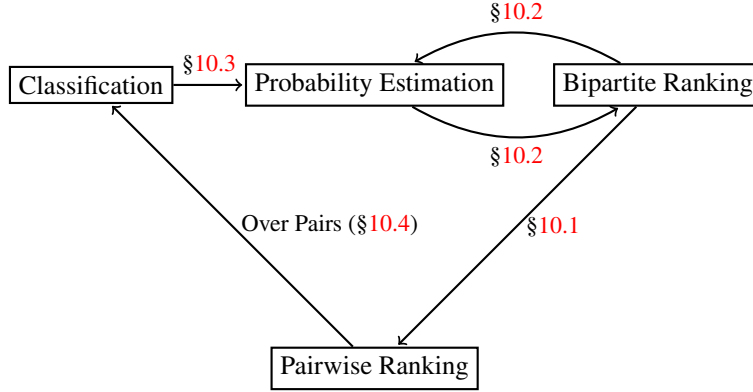 §10.2
§10.3
Classification
Probability Estimation
Bipartite Ranking
§10.2
Over Pairs (§10.4)
§10.1
Pairwise Ranking